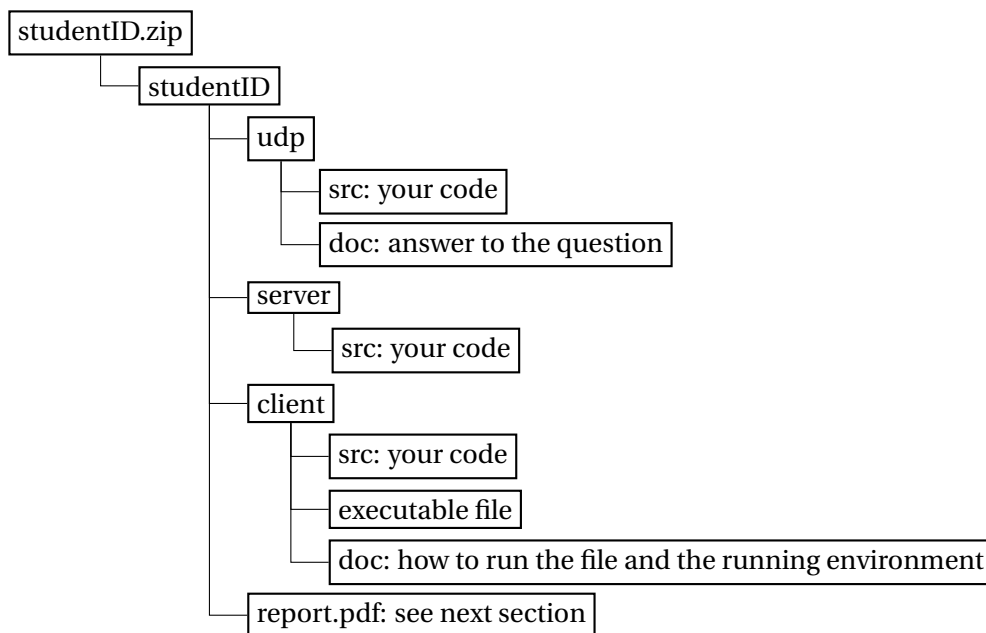 studentID.zip
studentID
udp
src: your code
doc: answer to the question
server
src: your code
client
src: your code
executable file
doc: how to run the file and the running environment
report.pdf: see next section